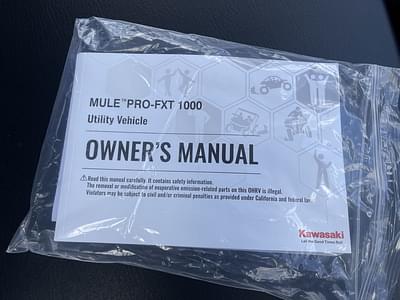 MULE™PRO-FXT 1000
Utility Vehicle
OWNER'S MANUAL
⚠Read this manual carefully. It contains safety information.
The removal or modification of evaporative emission-related parts on this OHRV is illegal.
Violators may be subject to civil and/or criminal penalties as provided under California and federal law.
Kawasaki
Let the Good Times Roll